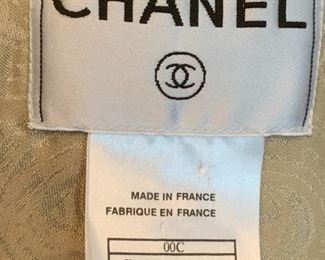 CHANEL
MADE IN FRANCE
FABRIQUE EN FRANCE
00C